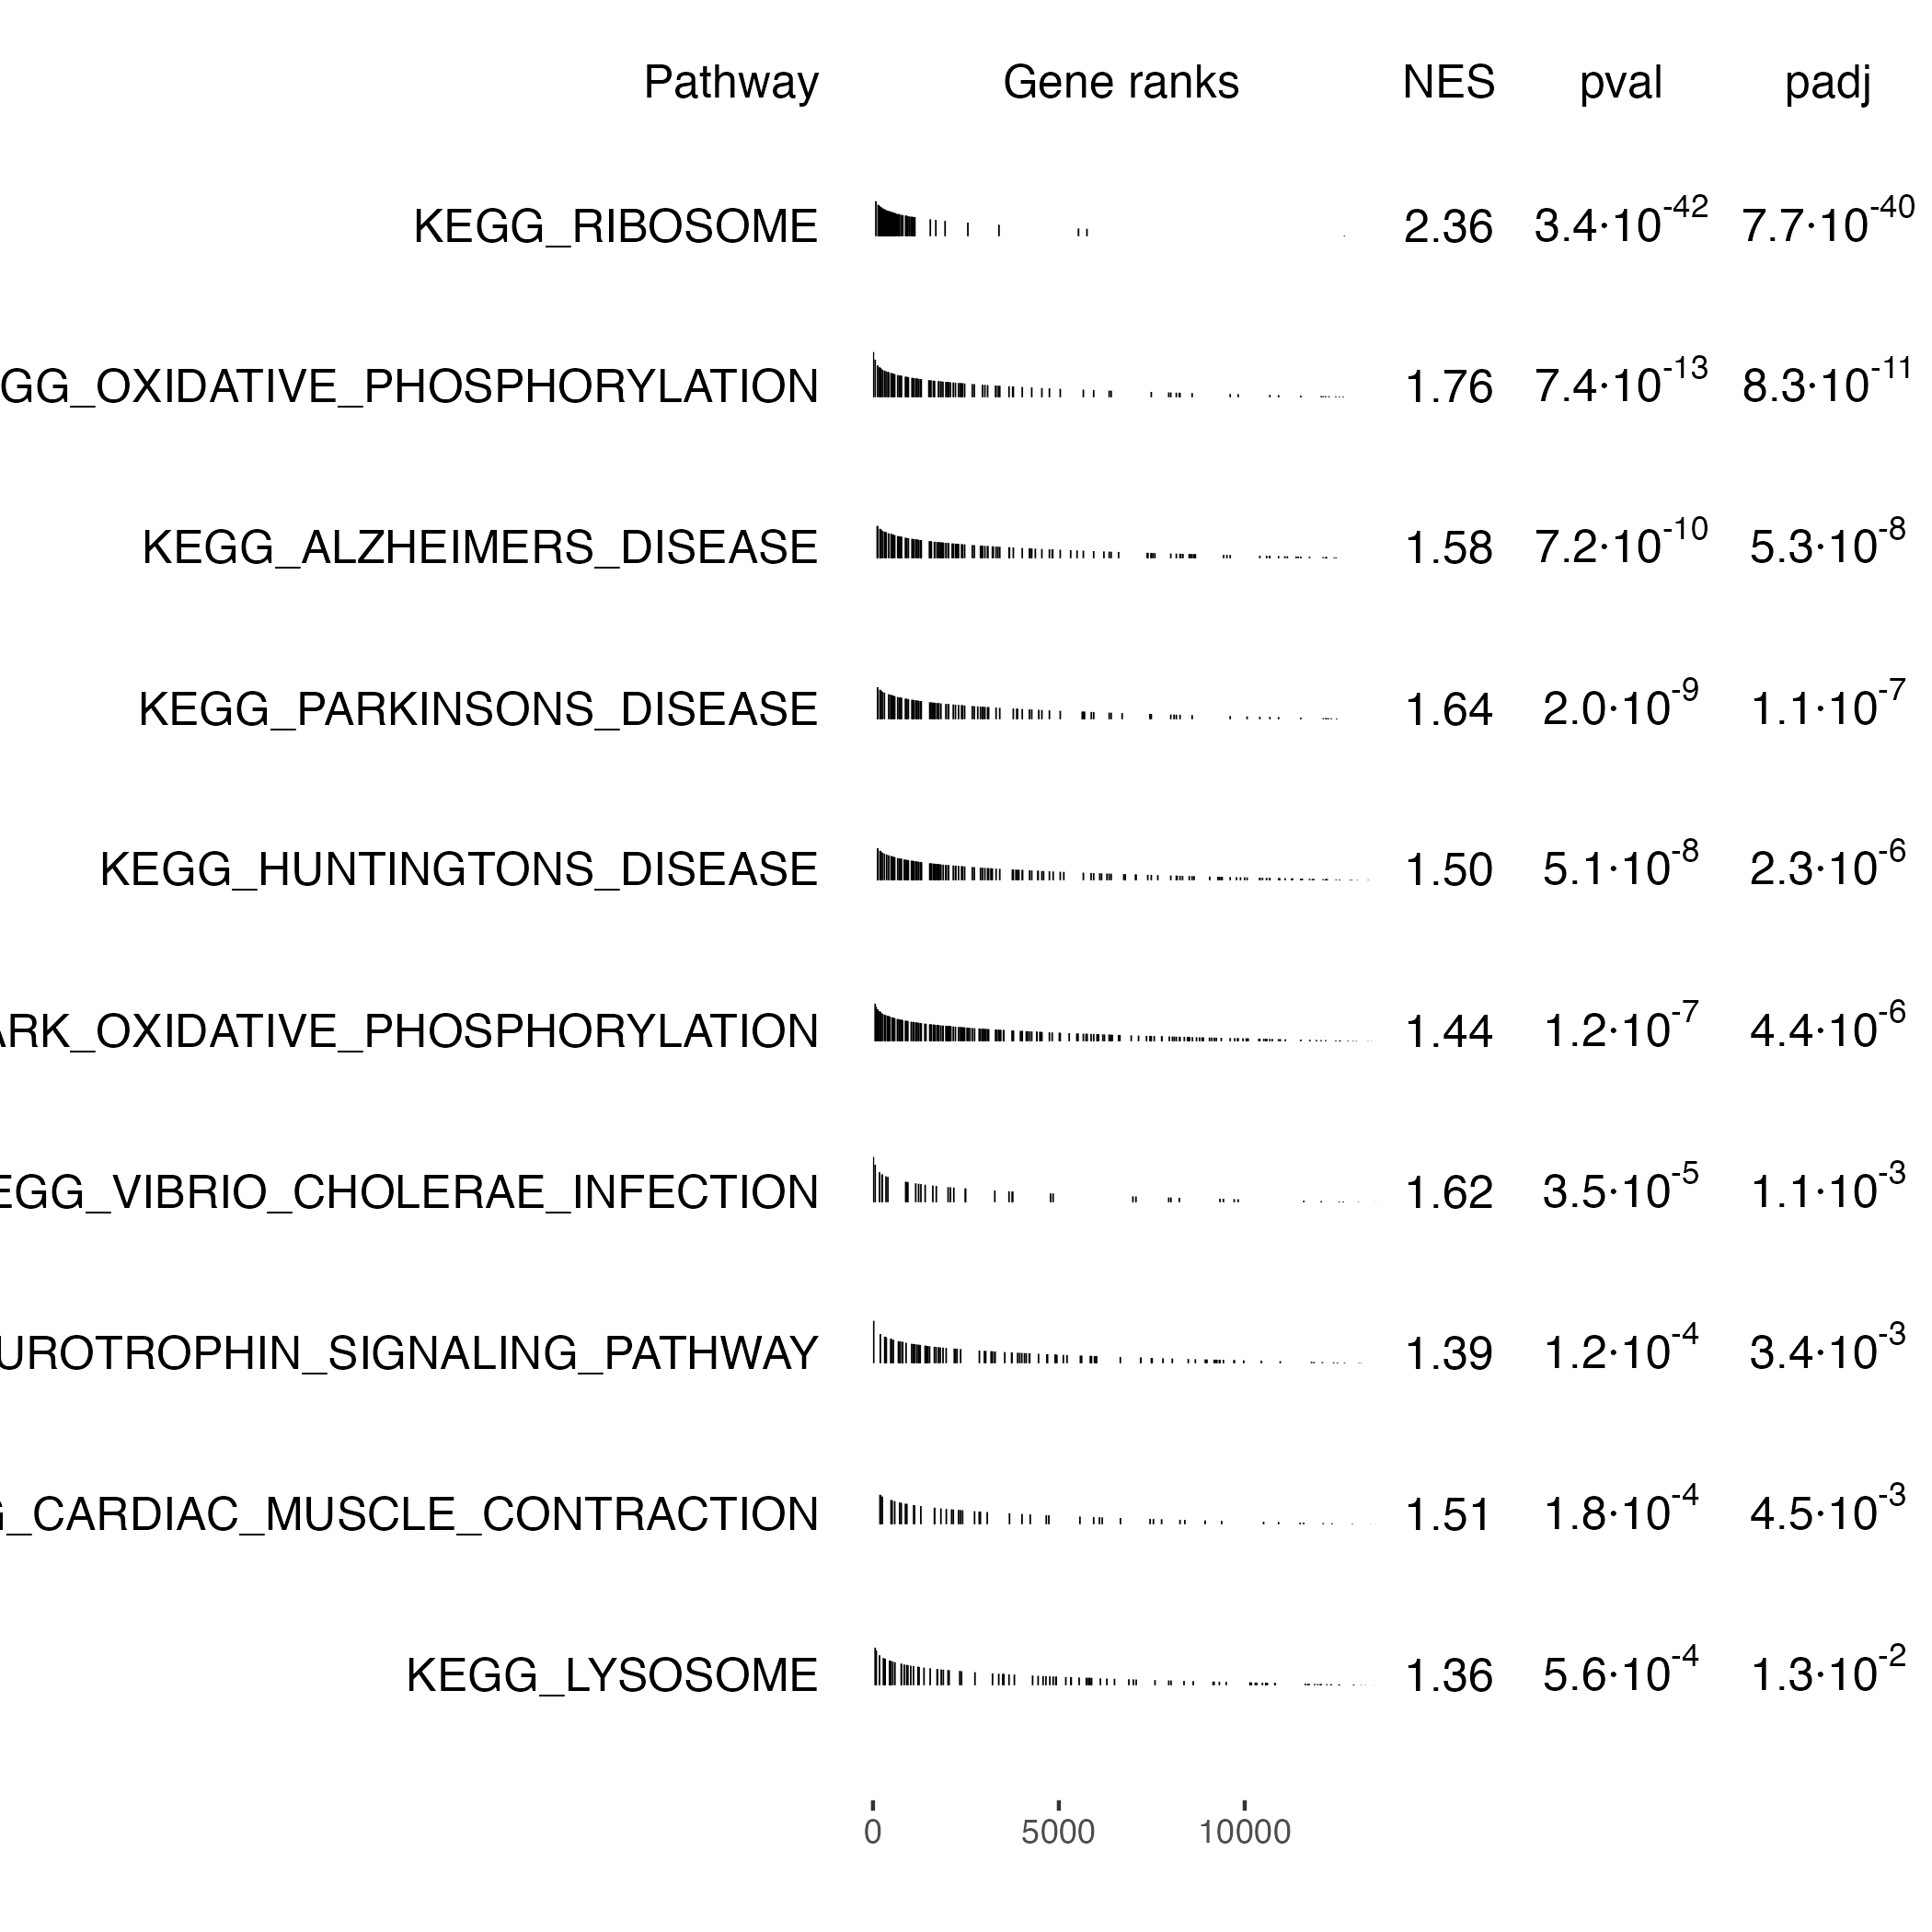 Pathway Gene ranks NES pval padj
KEGG_RIBOSOME 2.36 3.4·10^-42 7.7·10^-40
GG_OXIDATIVE_PHOSPHORYLATION 1.76 7.4·10^-13 8.3·10^-11
KEGG_ALZHEIMERS_DISEASE 1.58 7.2·10^-10 5.3·10^-8
KEGG_PARKINSONS_DISEASE 1.64 2.0·10^-9 1.1·10^-7
KEGG_HUNTINGTONS_DISEASE 1.50 5.1·10^-8 2.3·10^-6
ARK_OXIDATIVE_PHOSPHORYLATION 1.44 1.2·10^-7 4.4·10^-6
EGG_VIBRIO_CHOLERAE_INFECTION 1.62 3.5·10^-5 1.1·10^-3
UROTROPHIN_SIGNALING_PATHWAY 1.39 1.2·10^-4 3.4·10^-3
G_CARDIAC_MUSCLE_CONTRACTION 1.51 1.8·10^-4 4.5·10^-3
KEGG_LYSOSOME 1.36 5.6·10^-4 1.3·10^-2
0 5000 10000